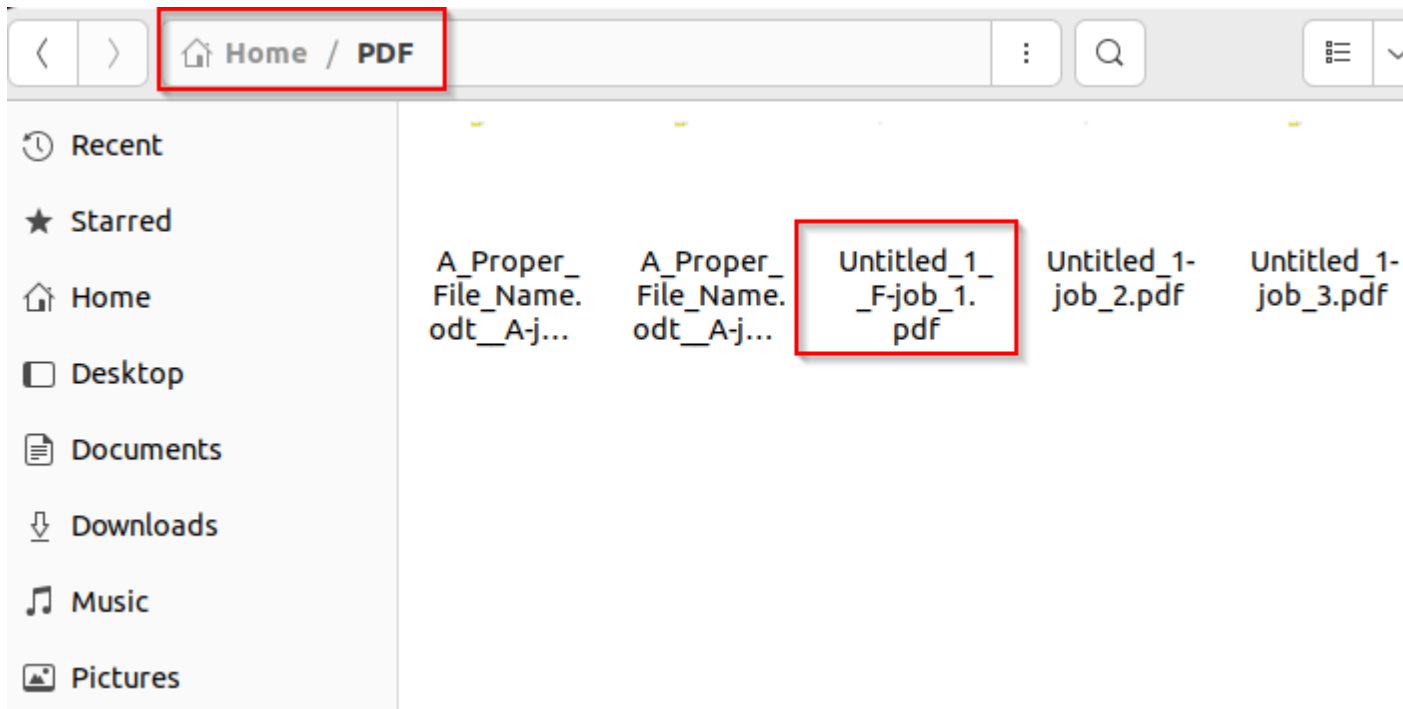 Home / PDF
Recent
Starred
Home
Desktop
Documents
Downloads
Music
Pictures
A_Proper_
File_Name.
odt__A-j...
A_Proper_
File_Name.
odt__A-j...
Untitled_1_
_F-job_1.
pdf
Untitled_1-
job_2.pdf
Untitled_1-
job_3.pdf